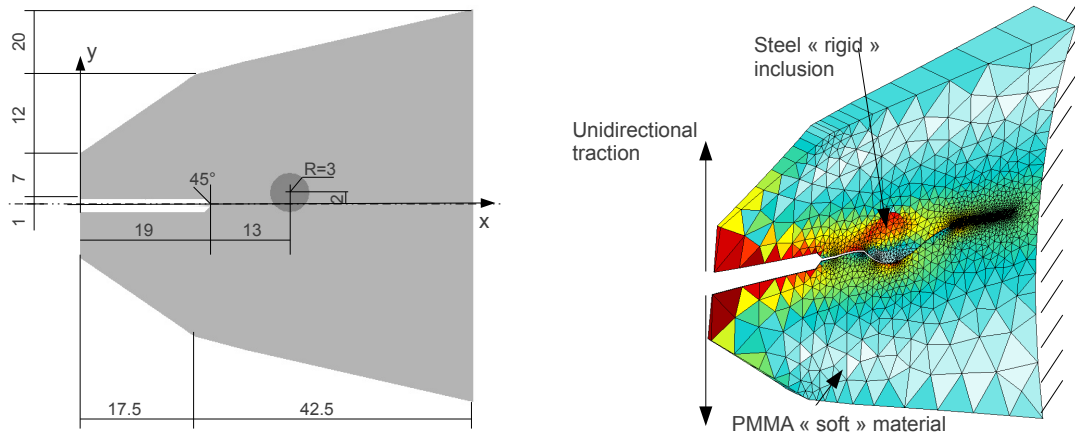 20
12
7
1
y
45°
R=3
2
x
19
13
17.5
42.5
Steel « rigid »
inclusion
Unidirectional
traction
PMMA « soft » material